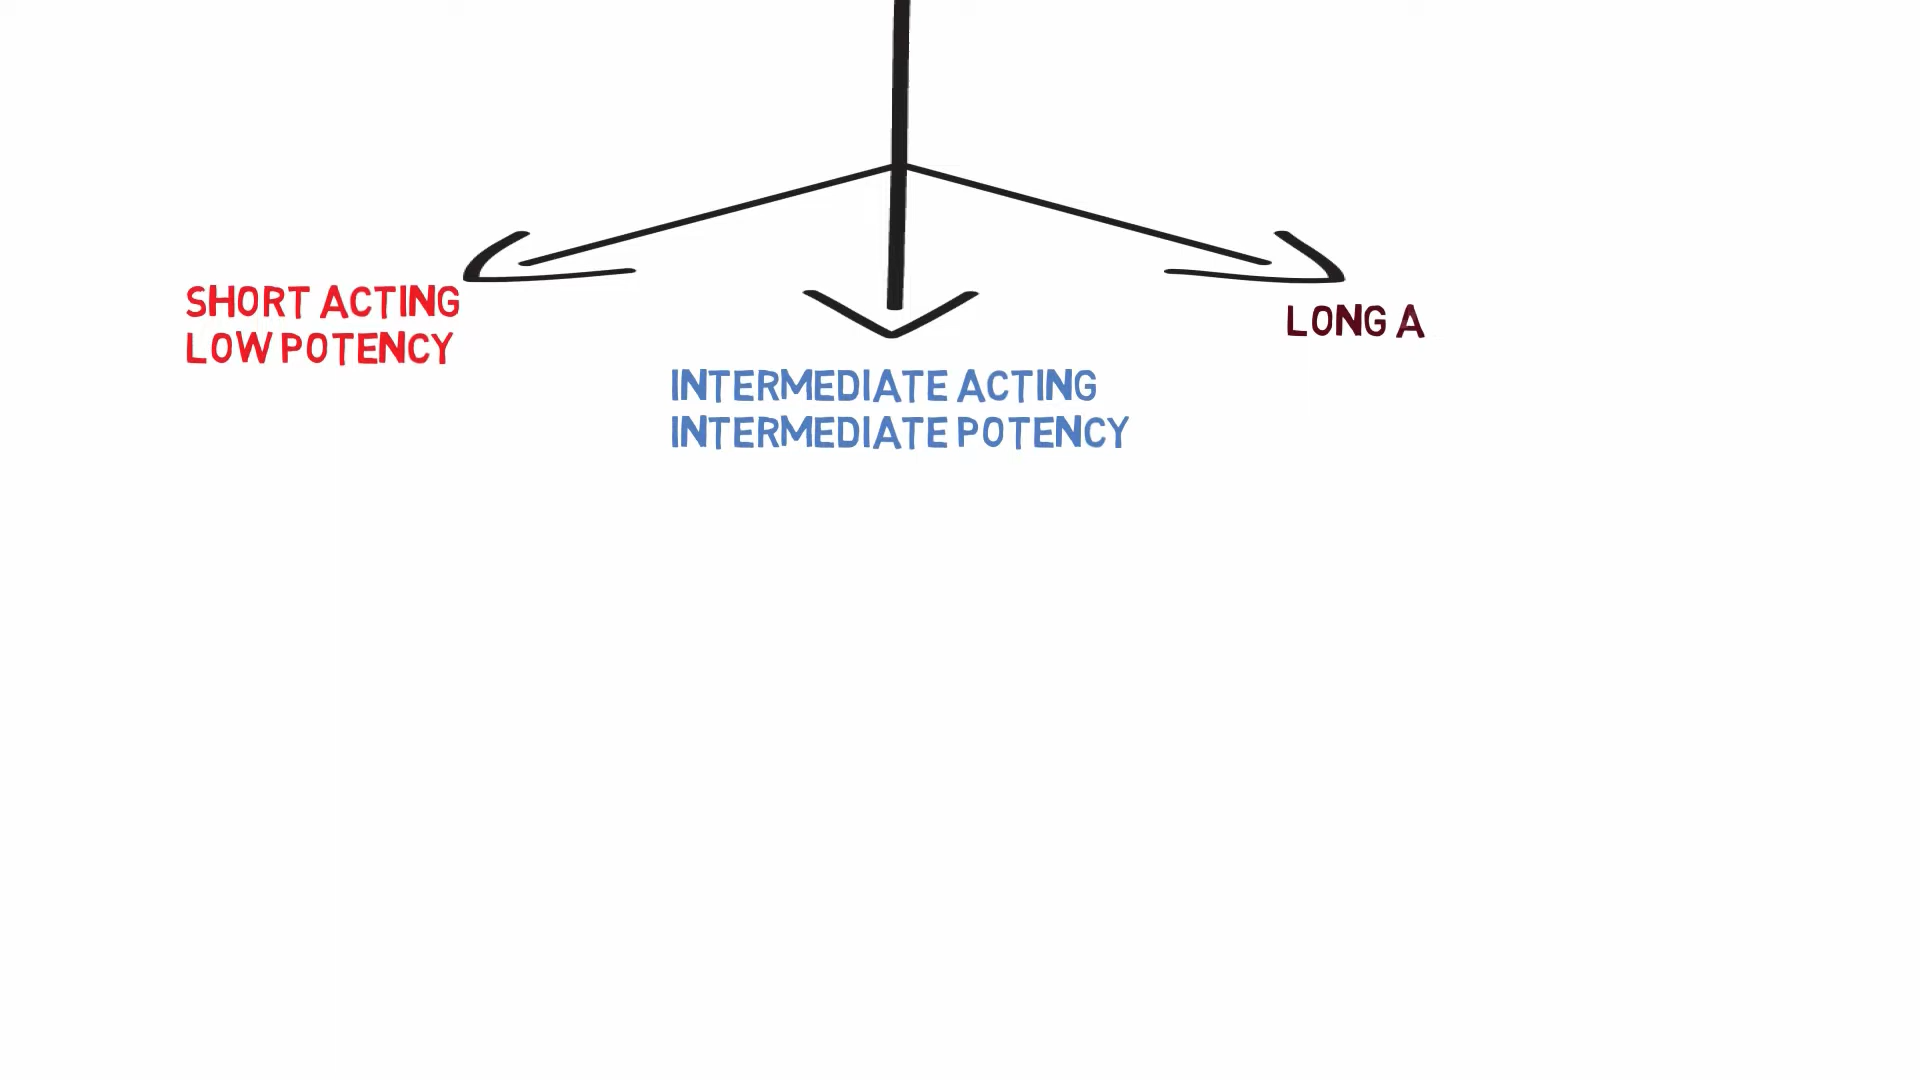 SHORT ACTING
LOW POTENCY
INTERMEDIATE ACTING
INTERMEDIATE POTENCY
LONG A